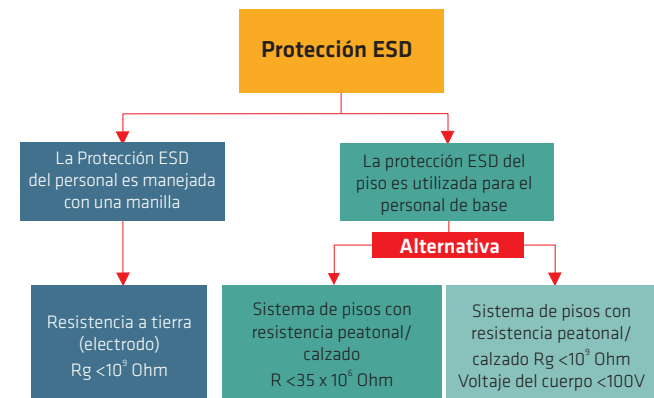 Protección ESD
La Protección ESD
del personal es manejada
con una manilla
La protección ESD del
piso es utilizada para el
personal de base
Alternativa
Resistencia a tierra
(electrodo)
Rg <10⁹ Ohm
Sistema de pisos con
resistencia peatonal/
calzado
R <35 x 10⁶ Ohm
Sistema de pisos con
resistencia peatonal/
calzado Rg <10⁹ Ohm
Voltaje del cuerpo <100V